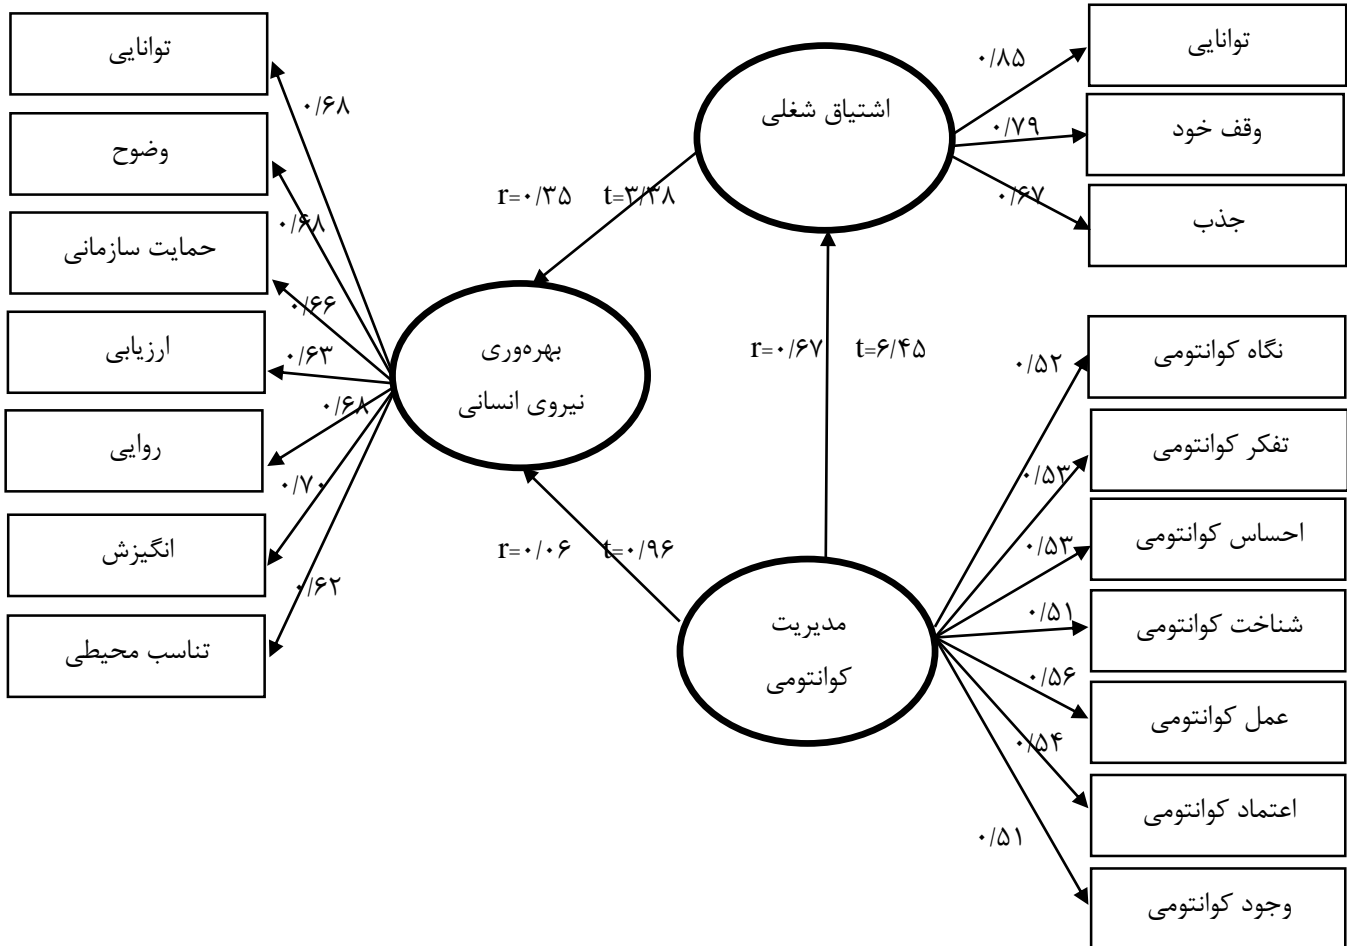 توانایی
۰/۸۵
توانایی
۰/۶۸
اشتیاق شغلی
۰/۷۹
وقف خود
وضوح
۰/۶۷
جذب
r=۰/۳۵ t=۳/۳۸
۰/۶۸
حمایت سازمانی
۰/۶۶
نگاه کوانتومی
۰/۵۲
r=۰/۶۷ t=۶/۴۵
بهره‌وری
نیروی انسانی
۰/۶۳
ارزیابی
تفکر کوانتومی
۰/۵۳
۰/۶۸
روایی
احساس کوانتومی
۰/۵۳
r=۰/۰۶ t=۰/۹۶
۰/۷۰
انگیزش
شناخت کوانتومی
۰/۵۱
مدیریت
کوانتومی
۰/۶۲
تناسب محیطی
عمل کوانتومی
۰/۵۶
اعتماد کوانتومی
۰/۵۴
وجود کوانتومی
۰/۵۱